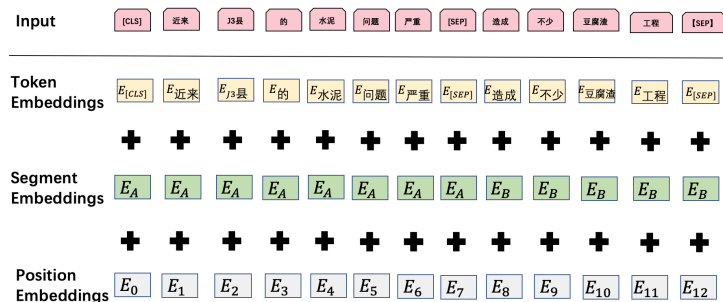 Input [CLS] 近来 J3县 的 水泥 问题 严重 [SEP] 造成 不少 豆腐渣 工程 【SEP】
Token Embeddings E[CLS] E近来 EJ3县 E的 E水泥 E问题 E严重 E[SEP] E造成 E不少 E豆腐渣 E工程 E[SEP]
Segment Embeddings EA EA EA EA EA EA EA EA EB EB EB EB EB
Position Embeddings E0 E1 E2 E3 E4 E5 E6 E7 E8 E9 E10 E11 E12